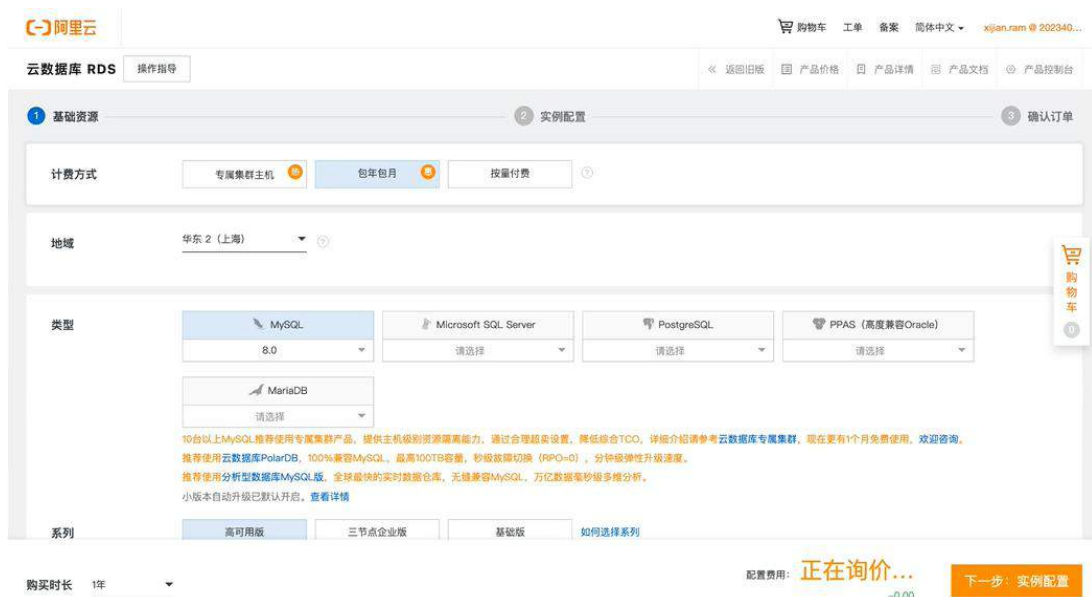 阿里云
购物车 工单 备案 简体中文 xijian.ram @ 202340...
云数据库 RDS 操作指导 返回旧版 产品价格 产品详情 产品文档 产品控制台
1 基础资源 2 实例配置 3 确认订单
计费方式 专属集群主机 包年包月 惠 按量付费 ?
地域 华东 2（上海） ?
购物车
0
类型 MySQL Microsoft SQL Server PostgreSQL PPAS（高度兼容Oracle）
8.0 请选择 请选择 请选择
MariaDB
请选择
10台以上MySQL推荐使用专属集群产品，提供主机级别资源隔离能力，通过合理超卖设置，降低综合TCO，详细介绍请参考云数据库专属集群，现在更有1个月免费使用，欢迎咨询。
推荐使用云数据库PolarDB，100%兼容MySQL，最高100TB容量，秒级故障切换（RPO=0），分钟级弹性升级速度。
推荐使用分析型数据库MySQL版，全球最快的实时数据仓库，无缝兼容MySQL，万亿数据毫秒级多维分析。
小版本自动升级已默认开启。查看详情
系列 高可用版 三节点企业版 基础版 如何选择系列
购买时长 1年 配置费用: 正在询价... 下一步：实例配置